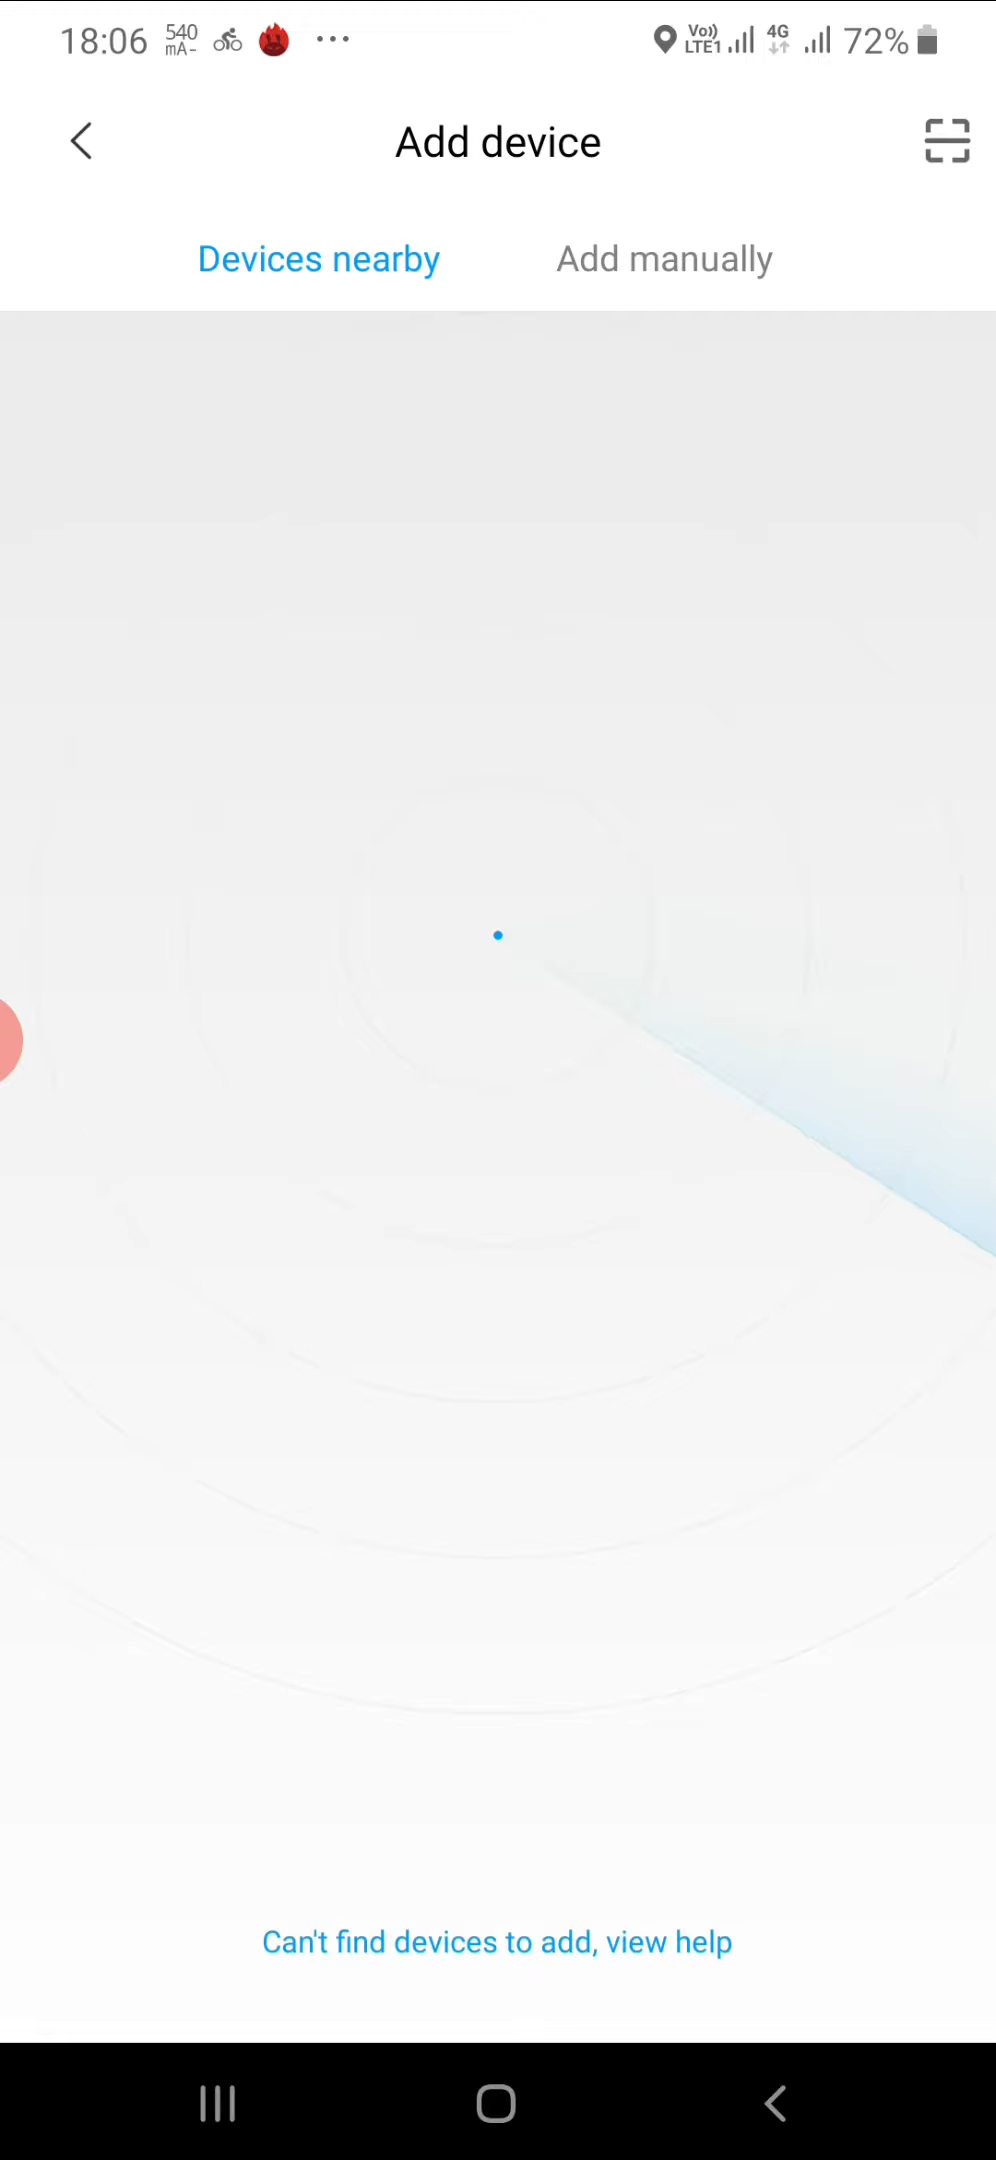 18:06 540 mA- Vo)) LTE1 4G 72%
Add device
Devices nearby Add manually
Can't find devices to add, view help